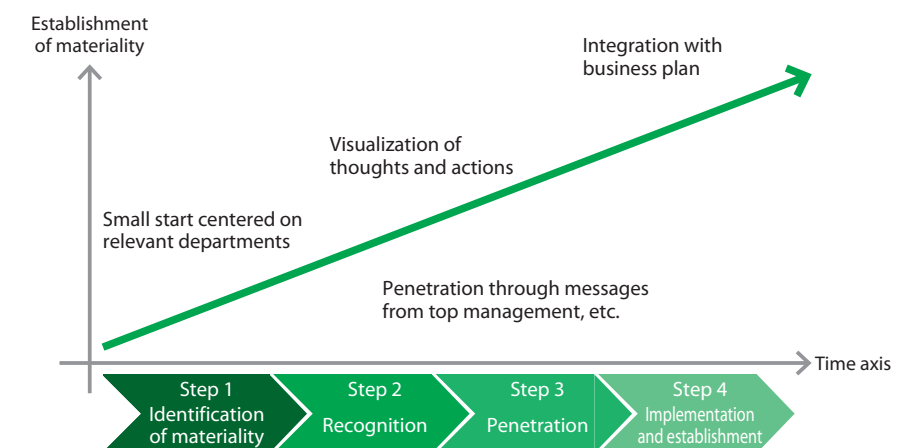 Establishment
of materiality
Integration with
business plan
Visualization of
thoughts and actions
Small start centered on
relevant departments
Penetration through messages
from top management, etc.
Time axis
Step 1
Identification
of materiality
Step 2
Recognition
Step 3
Penetration
Step 4
Implementation
and establishment